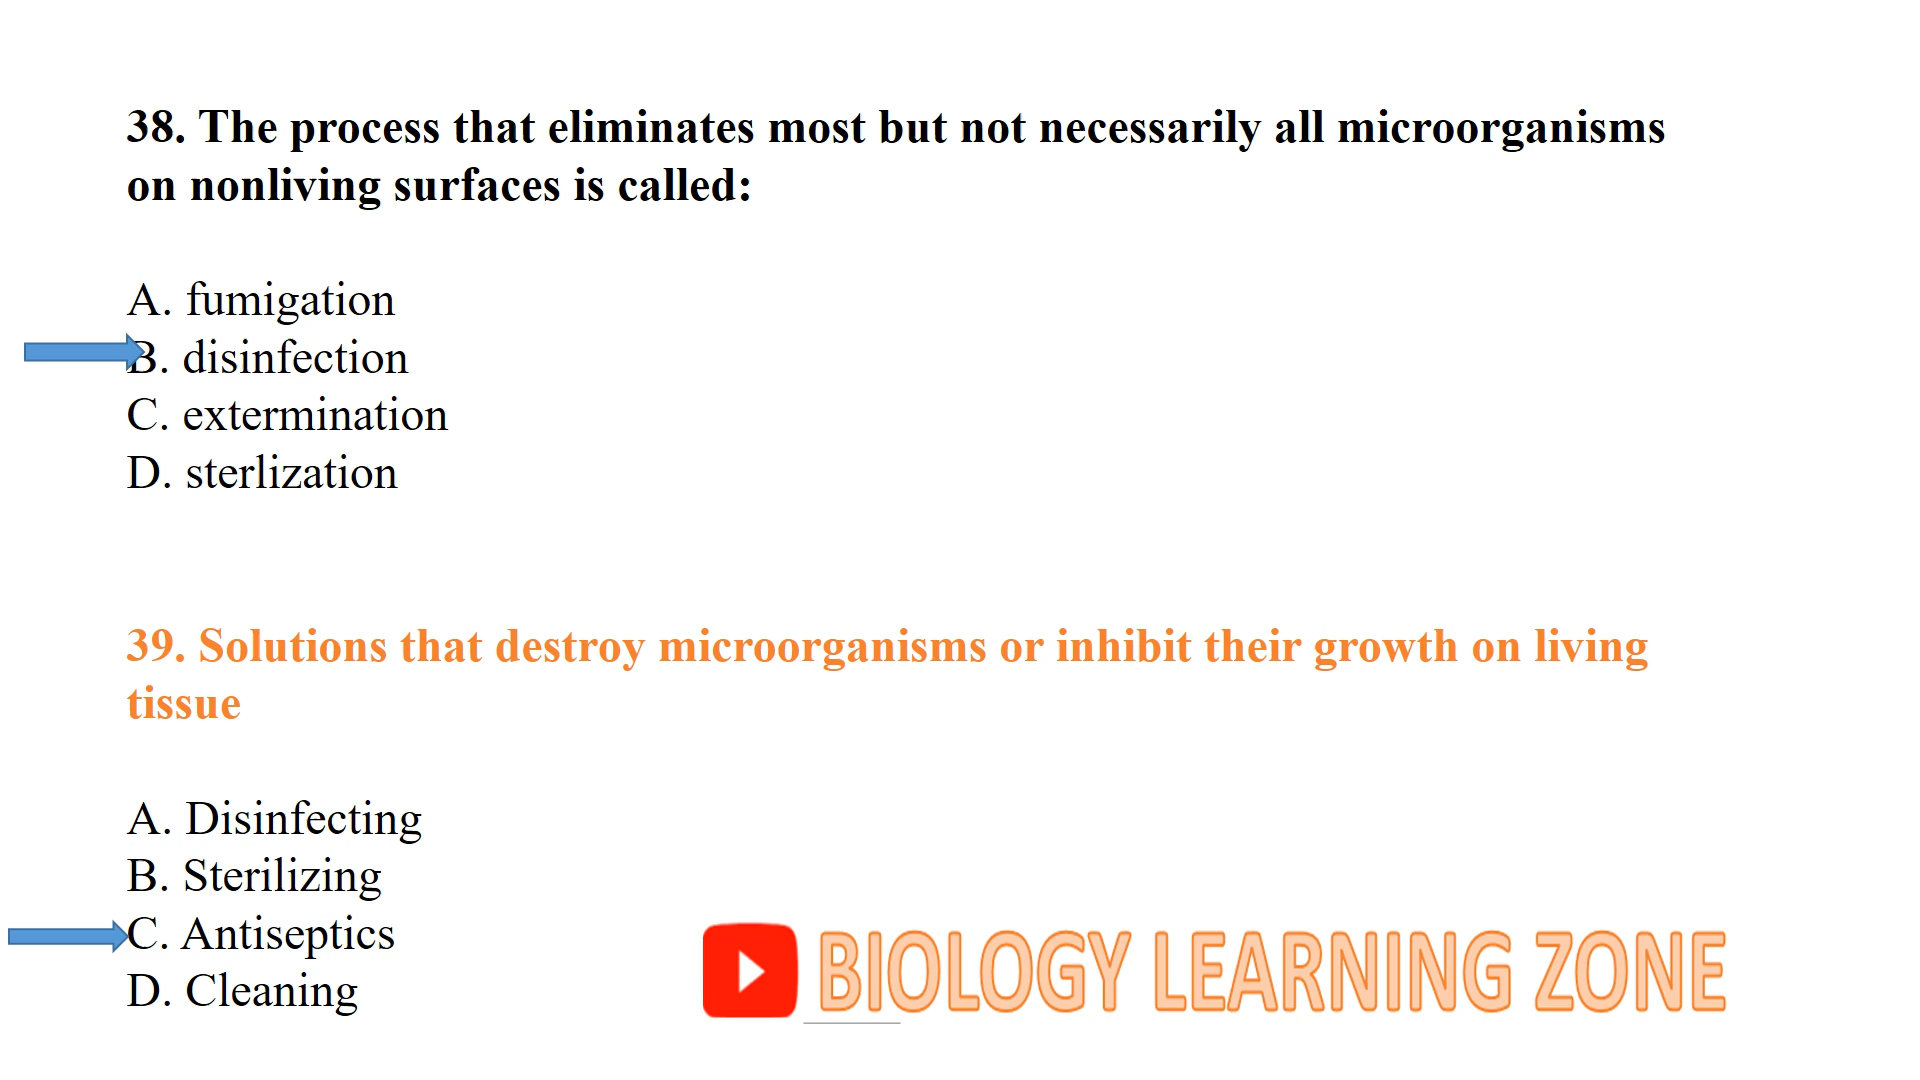 38. The process that eliminates most but not necessarily all microorganisms
on nonliving surfaces is called:
A. fumigation
B. disinfection
C. extermination
D. sterlization
39. Solutions that destroy microorganisms or inhibit their growth on living
tissue
A. Disinfecting
B. Sterilizing
C. Antiseptics
D. Cleaning
BIOLOGY LEARNING ZONE